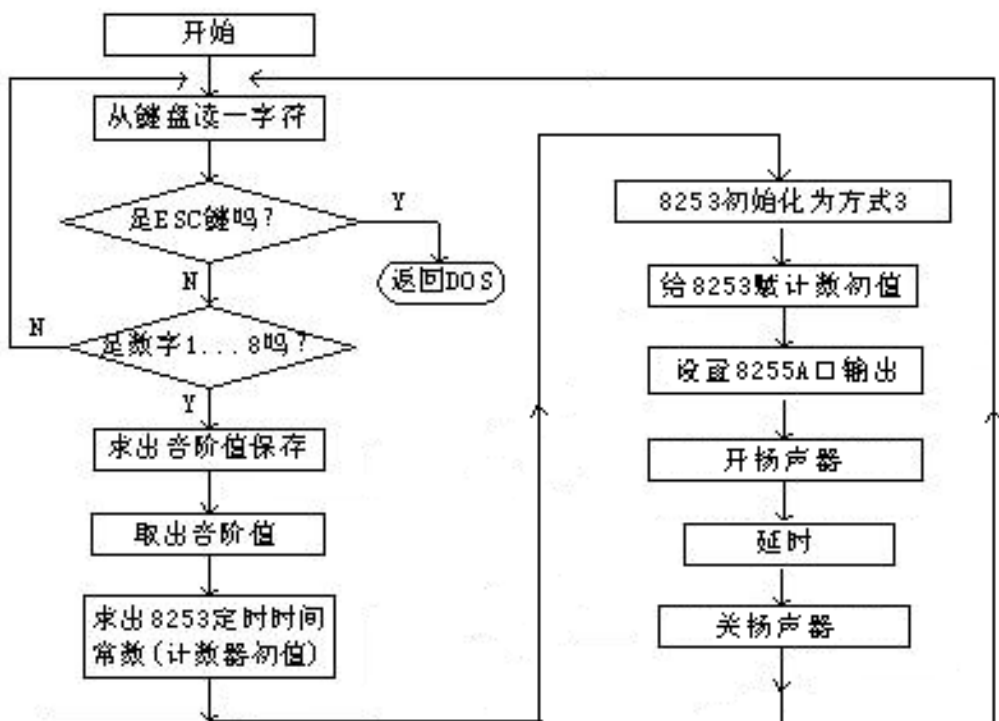 开始
从键盘读一字符
是ESC键吗?
Y
返回DOS
N
是数字1...8吗?
N
Y
求出音阶值保存
取出音阶值
求出8253定时时间
常数(计数器初值)
8253初始化为方式3
给8253赋计数初值
设置8255A口输出
开扬声器
延时
关扬声器